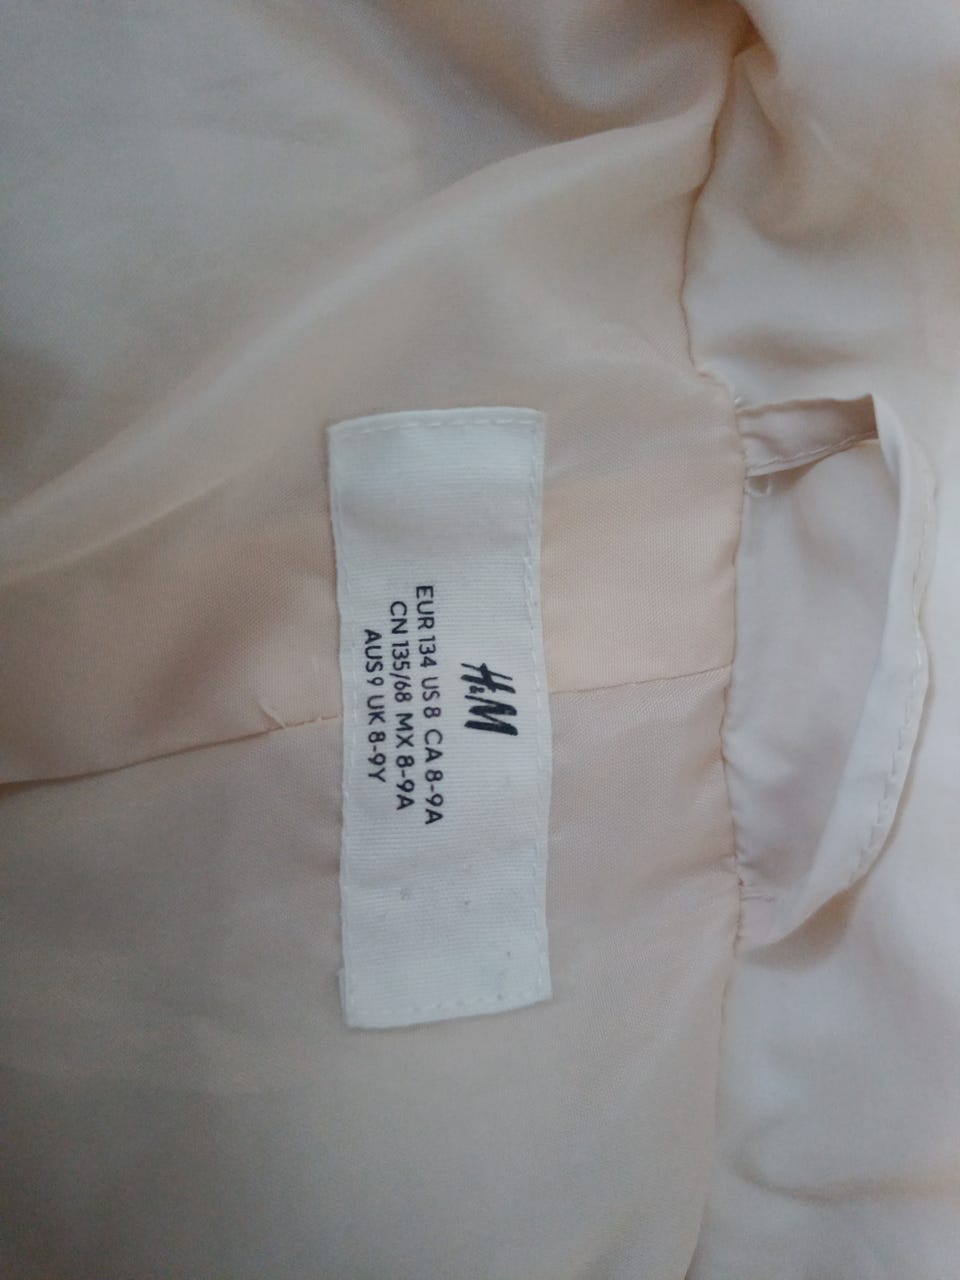 H&M
EUR 134 US 8 CA 8-9A
CN 135/68 MX 8-9A
AUS 9 UK 8-9Y